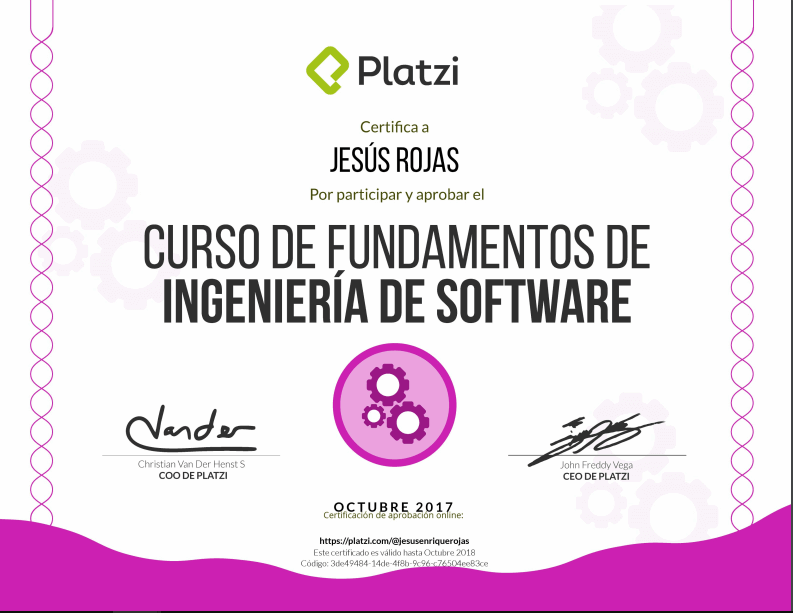 Platzi
Certifica a
JESÚS ROJAS
Por participar y aprobar el
CURSO DE FUNDAMENTOS DE
INGENIERÍA DE SOFTWARE
Vander
Christian Van Der Henst S
COO DE PLATZI
John Freddy Vega
CEO DE PLATZI
OCTUBRE 2017
Certificación de aprobación online:
https://platzi.com/@jesusenriquerojas
Este certificado es válido hasta Octubre 2018
Código: 3de49484-14de-4f8b-9c96-c76504ee83ce